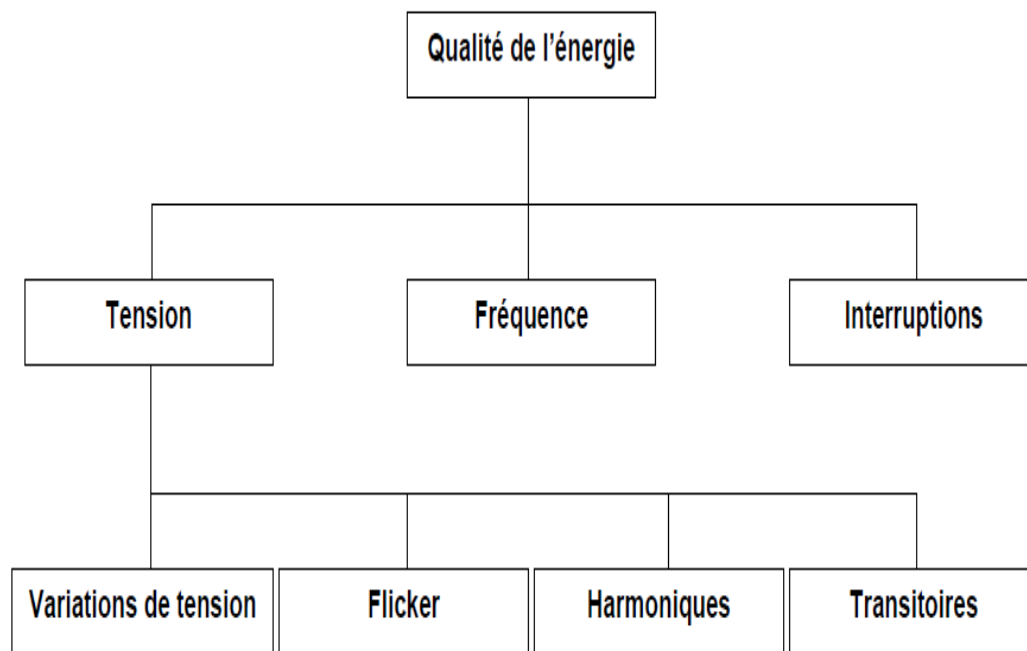 Qualité de l’énergie
Tension
Fréquence
Interruptions
Variations de tension
Flicker
Harmoniques
Transitoires